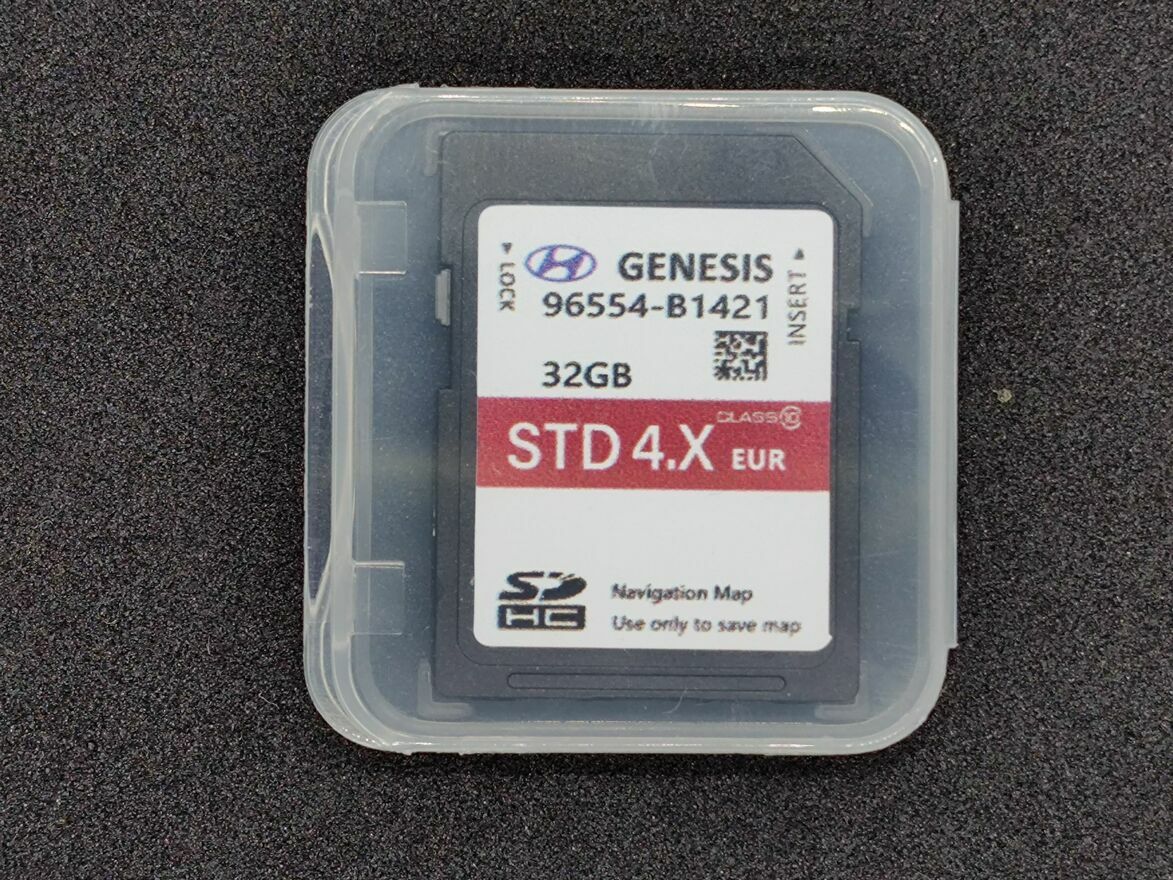 LOCK
GENESIS
96554-B1421
INSERT
32GB
CLASS 10
STD 4.X EUR
SD
HC
Navigation Map
Use only to save map